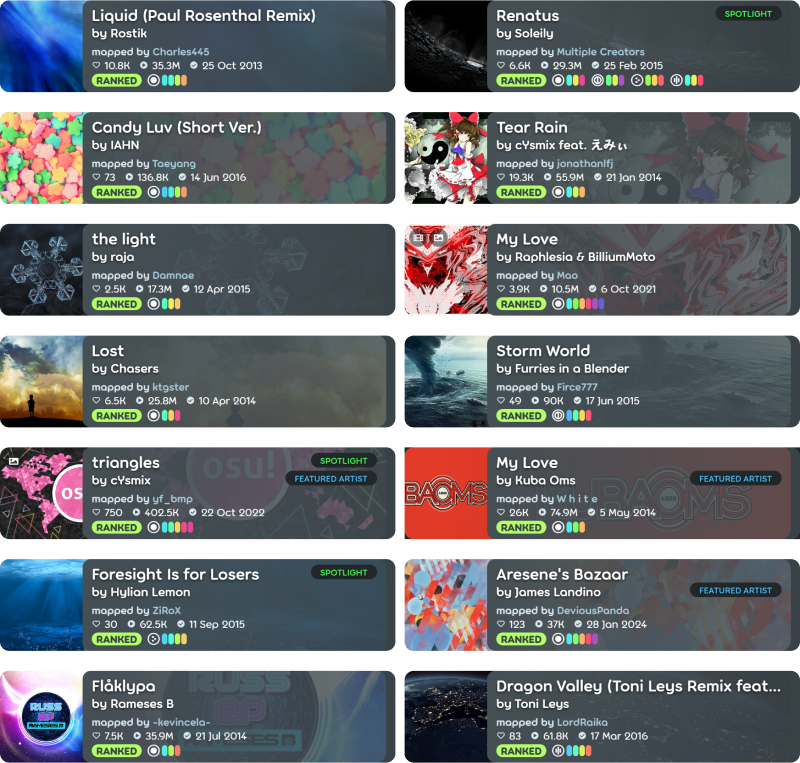 Liquid (Paul Rosenthal Remix)
by Rostik
mapped by Charles445
10.8K 35.3M 25 Oct 2013
RANKED
Renatus
SPOTLIGHT
by Soleily
mapped by Multiple Creators
6.6K 29.3M 25 Feb 2015
RANKED
Candy Luv (Short Ver.)
by IAHN
mapped by Taeyang
73 136.8K 14 Jun 2016
RANKED
Tear Rain
by cYsmix feat. えみぃ
mapped by jonathanlfj
19.3K 55.9M 21 Jan 2014
RANKED
the light
by raja
mapped by Damnae
2.5K 17.3M 12 Apr 2015
RANKED
My Love
by Raphlesia & BilliumMoto
mapped by Mao
3.9K 10.5M 6 Oct 2021
RANKED
Lost
by Chasers
mapped by ktgster
6.5K 25.8M 10 Apr 2014
RANKED
Storm World
by Furries in a Blender
mapped by Firce777
49 90K 17 Jun 2015
RANKED
triangles
SPOTLIGHT
by cYsmix
FEATURED ARTIST
mapped by yf_bmp
750 402.5K 22 Oct 2022
RANKED
os
osu!
My Love
by Kuba Oms
FEATURED ARTIST
mapped by W h i t e
26K 74.9M 5 May 2014
RANKED
BAOMS
BAOMS
Foresight Is for Losers
SPOTLIGHT
by Hylian Lemon
mapped by ZiRoX
30 62.5K 11 Sep 2015
RANKED
Aresene's Bazaar
by James Landino
FEATURED ARTIST
mapped by DeviousPanda
123 37K 28 Jan 2024
RANKED
Flåklypa
by Rameses B
mapped by -kevincela-
7.5K 35.9M 21 Jul 2014
RANKED
RUSS
EP
RAMESES B
RUSS
EP
RAMESES B
Dragon Valley (Toni Leys Remix feat...
by Toni Leys
mapped by LordRaika
83 61.8K 17 Mar 2016
RANKED